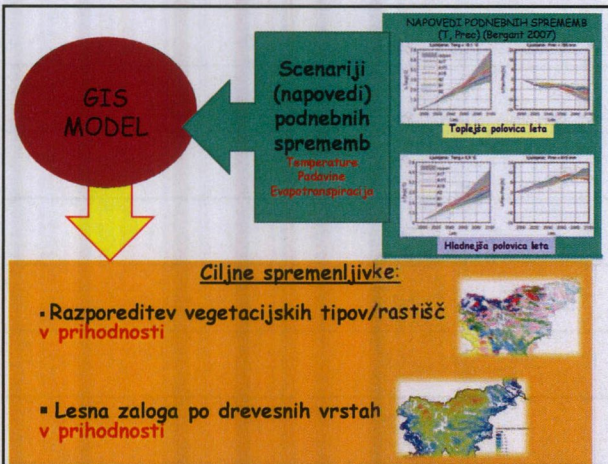 NAPOVEDI PODNEBNIH SPREMEMB
(T, Prec) (Bergant 2007)
Toplejša polovica leta
Hladnejša polovica leta
Scenariji
(napovedi)
podnebnih
sprememb
Temperature
Padavine
Evapotranspiracija
GIS
MODEL
Ciljne spremenljivke:
▪ Razporeditev vegetacijskih tipov/rastišč
v prihodnosti
▪ Lesna zaloga po drevesnih vrstah
v prihodnosti